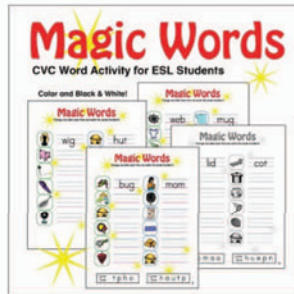 Magic Words
CVC Word Activity for ESL Students
Color and Black & White!
Magic Words
wig hut
Magic Words
web mug
Magic Words
lid cot
Magic Words
bug mom